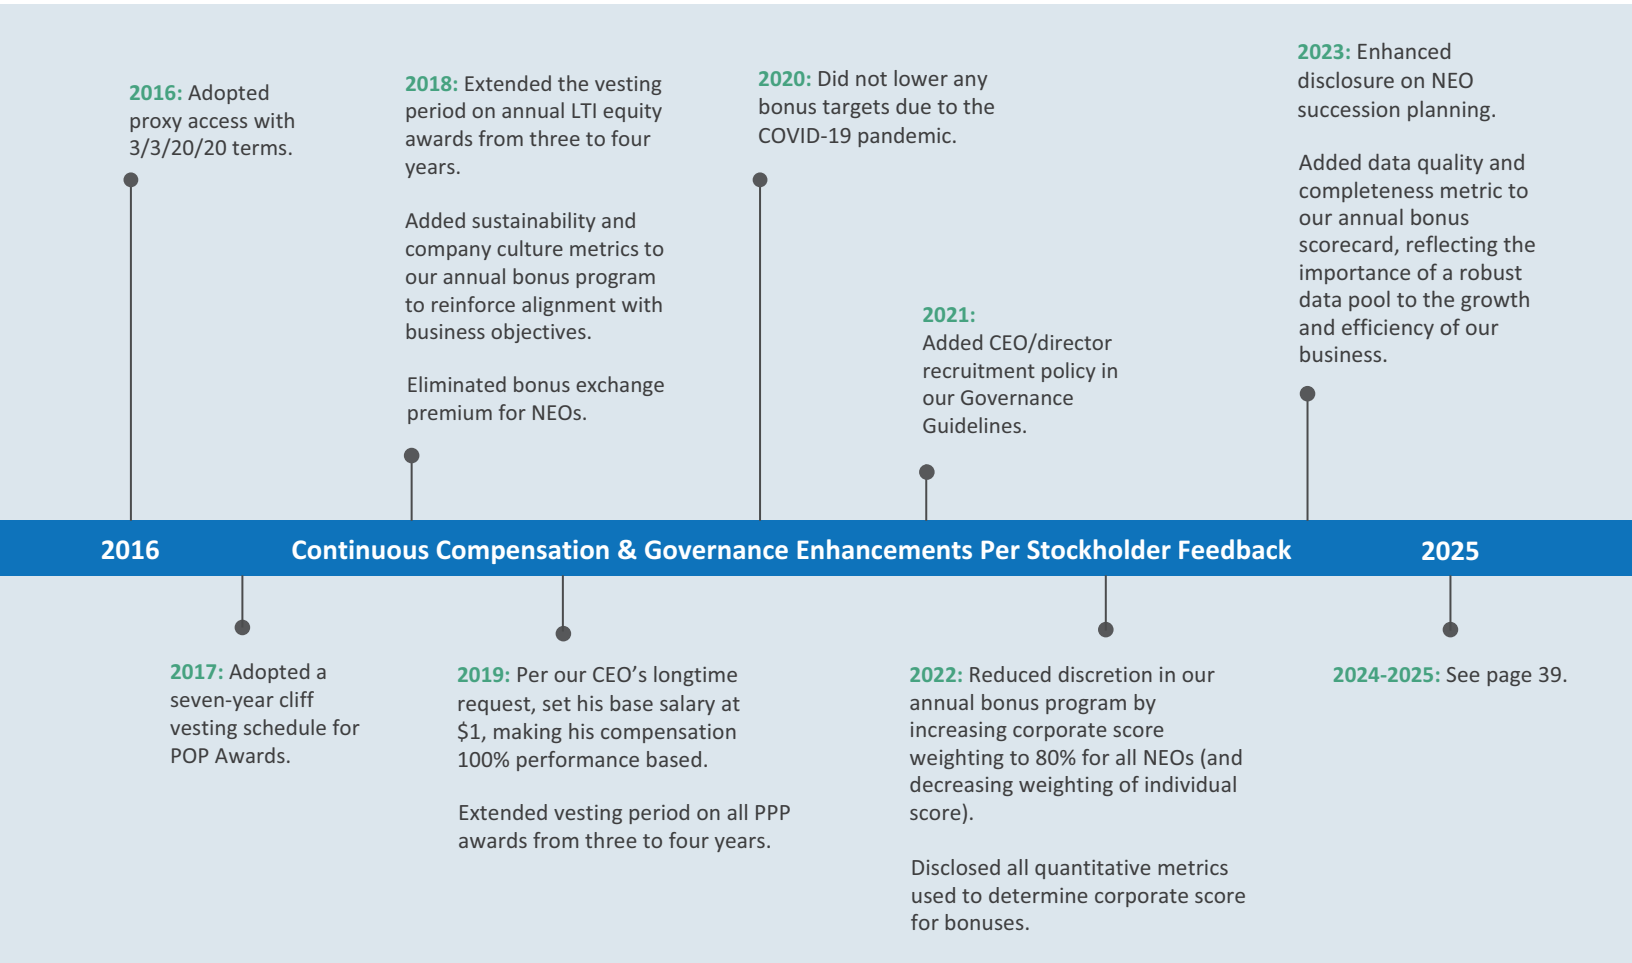 2016: Adopted
proxy access with
3/3/20/20 terms.
2018: Extended the vesting
period on annual LTI equity
awards from three to four
years.
Added sustainability and
company culture metrics to
our annual bonus program
to reinforce alignment with
business objectives.
Eliminated bonus exchange
premium for NEOs.
2020: Did not lower any
bonus targets due to the
COVID-19 pandemic.
2021:
Added CEO/director
recruitment policy in
our Governance
Guidelines.
2023: Enhanced
disclosure on NEO
succession planning.
Added data quality and
completeness metric to
our annual bonus
scorecard, reflecting the
importance of a robust
data pool to the growth
and efficiency of our
business.
2016 Continuous Compensation & Governance Enhancements Per Stockholder Feedback 2025
2017: Adopted a
seven-year cliff
vesting schedule for
POP Awards.
2019: Per our CEO’s longtime
request, set his base salary at
$1, making his compensation
100% performance based.
Extended vesting period on all PPP
awards from three to four years.
2022: Reduced discretion in our
annual bonus program by
increasing corporate score
weighting to 80% for all NEOs (and
decreasing weighting of individual
score).
Disclosed all quantitative metrics
used to determine corporate score
for bonuses.
2024-2025: See page 39.